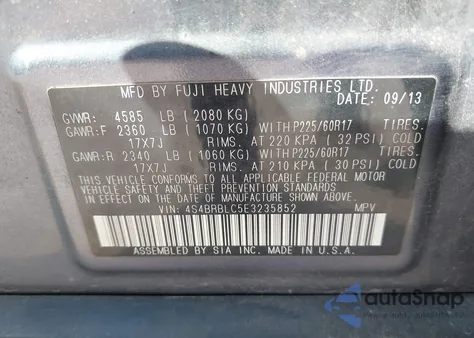 MFD BY FUJI HEAVY INDUSTRIES LTD.
DATE: 09/13
GVWR: 4585 LB (2080 KG)
GAWR:F 2360 LB (1070 KG) WITH P225/60R17 TIRES.
17X7J RIMS. AT 220 KPA (32 PSI) COLD
GAWR:R 2340 LB (1060 KG) WITH P225/60R17 TIRES.
17X7J RIMS. AT 210 KPA (30 PSI) COLD
THIS VEHICLE CONFORMS TO ALL APPLICABLE FEDERAL MOTOR
VEHICLE SAFETY AND THEFT PREVENTION STANDARDS
IN EFFECT ON THE DATE OF MANUFACTURE SHOWN ABOVE.
VIN: 4S4BRBLC5E3235852 MPV
ASSEMBLED BY SIA INC. MADE IN U.S.A.
autoSnap